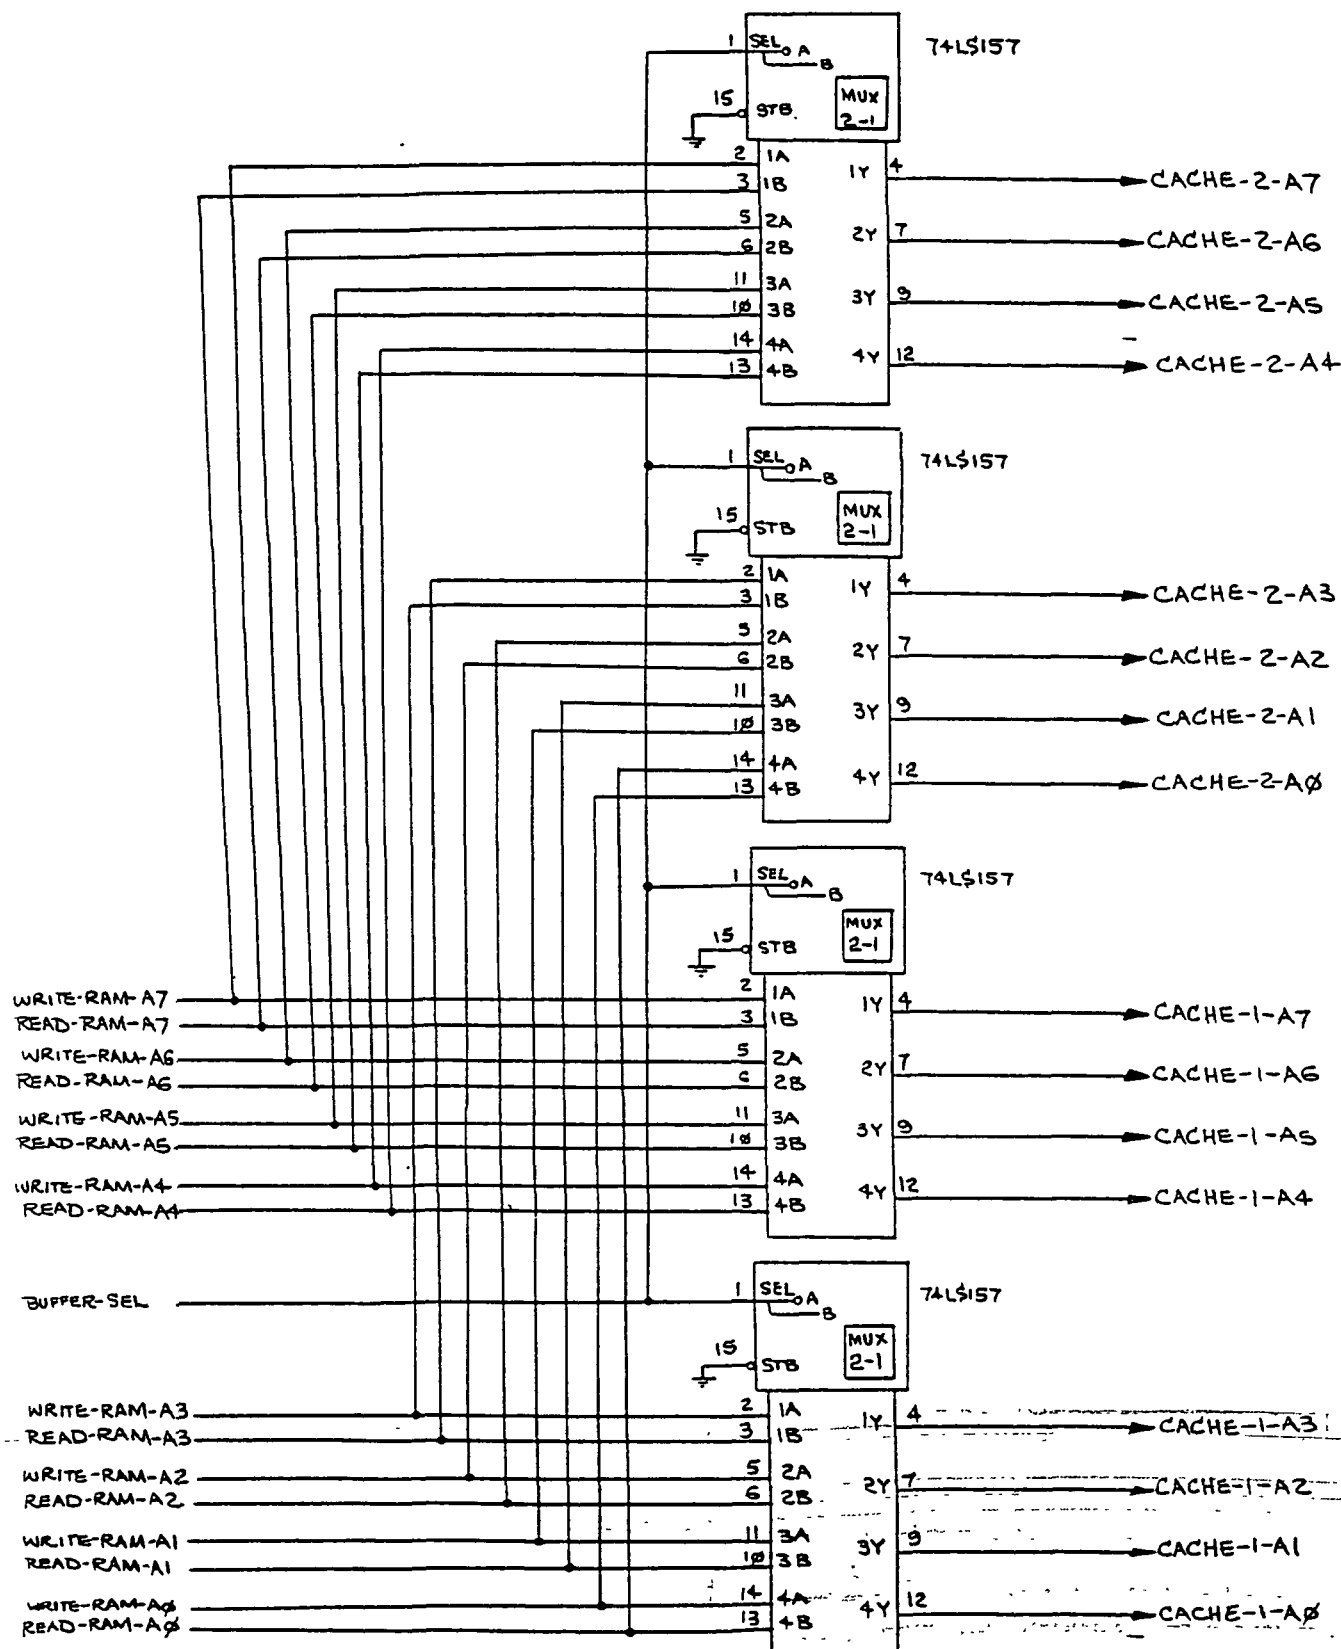 1 SEL A B 74LS157
15 STB. MUX 2-1
2 1A 1Y 4 CACHE-2-A7
3 1B
5 2A 2Y 7 CACHE-2-A6
6 2B
11 3A 3Y 9 CACHE-2-A5
10 3B
14 4A 4Y 12 CACHE-2-A4
13 4B
1 SEL A B 74LS157
15 STB MUX 2-1
2 1A 1Y 4 CACHE-2-A3
3 1B
5 2A 2Y 7 CACHE-2-A2
6 2B
11 3A 3Y 9 CACHE-2-A1
10 3B
14 4A 4Y 12 CACHE-2-AØ
13 4B
1 SEL A B 74LS157
15 STB MUX 2-1
WRITE-RAM-A7 2 1A 1Y 4 CACHE-1-A7
READ-RAM-A7 3 1B
WRITE-RAM-A6 5 2A 2Y 7 CACHE-1-A6
READ-RAM-A6 6 2B
WRITE-RAM-A5 11 3A 3Y 9 CACHE-1-A5
READ-RAM-A5 1Ø 3B
WRITE-RAM-A4 14 4A 4Y 12 CACHE-1-A4
READ-RAM-A4 13 4B
BUFFER-SEL 1 SEL A B 74LS157
15 STB MUX 2-1
WRITE-RAM-A3 2 1A 1Y 4 CACHE-1-A3
READ-RAM-A3 3 1B
WRITE-RAM-A2 5 2A 2Y 7 CACHE-1-A2
READ-RAM-A2 6 2B
WRITE-RAM-A1 11 3A 3Y 9 CACHE-1-A1
READ-RAM-A1 1Ø 3B
WRITE-RAM-AØ 14 4A 4Y 12 CACHE-1-AØ
READ-RAM-AØ 13 4B